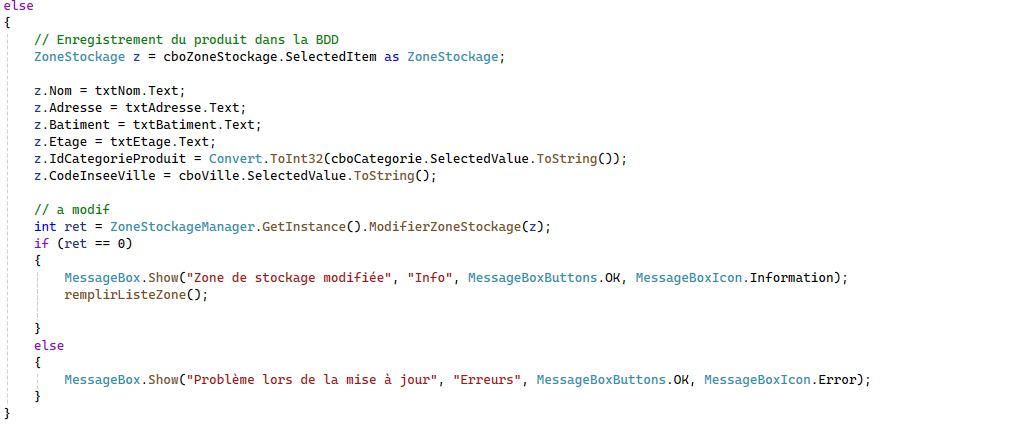 else
{
// Enregistrement du produit dans la BDD
ZoneStockage z = cboZoneStockage.SelectedItem as ZoneStockage;
z.Nom = txtNom.Text;
z.Adresse = txtAdresse.Text;
z.Batiment = txtBatiment.Text;
z.Etage = txtEtage.Text;
z.IdCategorieProduit = Convert.ToInt32(cboCategorie.SelectedValue.ToString());
z.CodeInseeVille = cboVille.SelectedValue.ToString();
// a modif
int ret = ZoneStockageManager.GetInstance().ModifierZoneStockage(z);
if (ret == 0)
{
MessageBox.Show("Zone de stockage modifiée", "Info", MessageBoxButtons.OK, MessageBoxIcon.Information);
remplirListeZone();
}
else
{
MessageBox.Show("Problème lors de la mise à jour", "Erreurs", MessageBoxButtons.OK, MessageBoxIcon.Error);
}
}